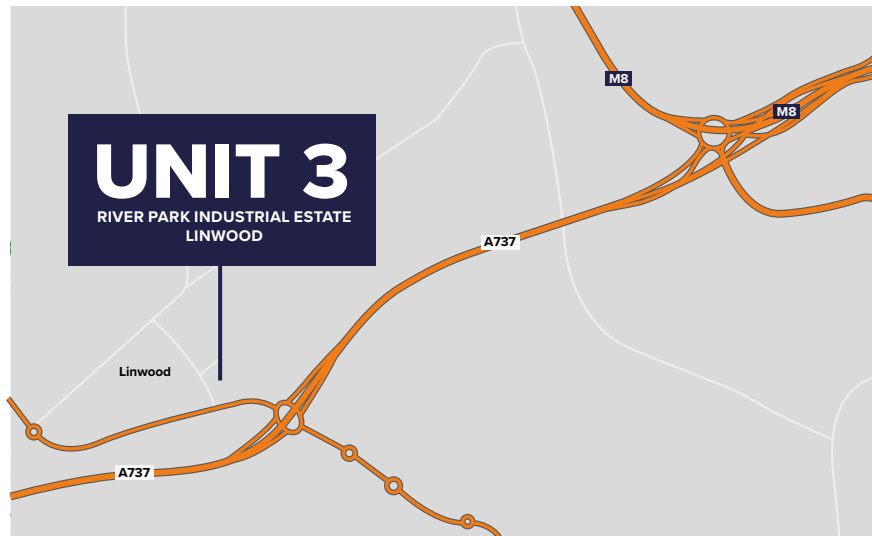 M8
M8
UNIT 3
RIVER PARK INDUSTRIAL ESTATE
LINWOOD
A737
Linwood
A737